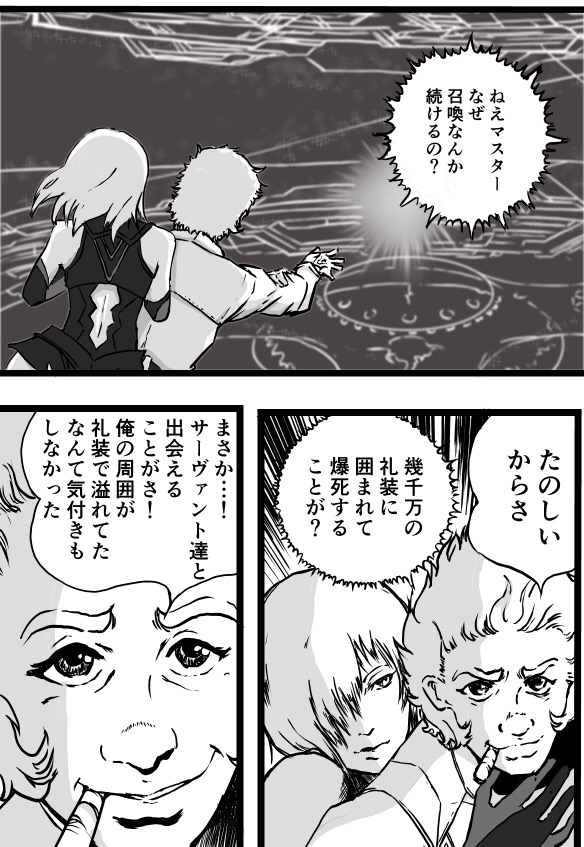 ねえマスター
なぜ
召喚なんか
続けるの？
たのしい
からさ
幾千万の
礼装に
囲まれて
爆死する
ことが？
まさか…！
サーヴァント達と
出会える
ことがさ！
俺の周囲が
礼装で溢れてた
なんて気付きも
しなかった